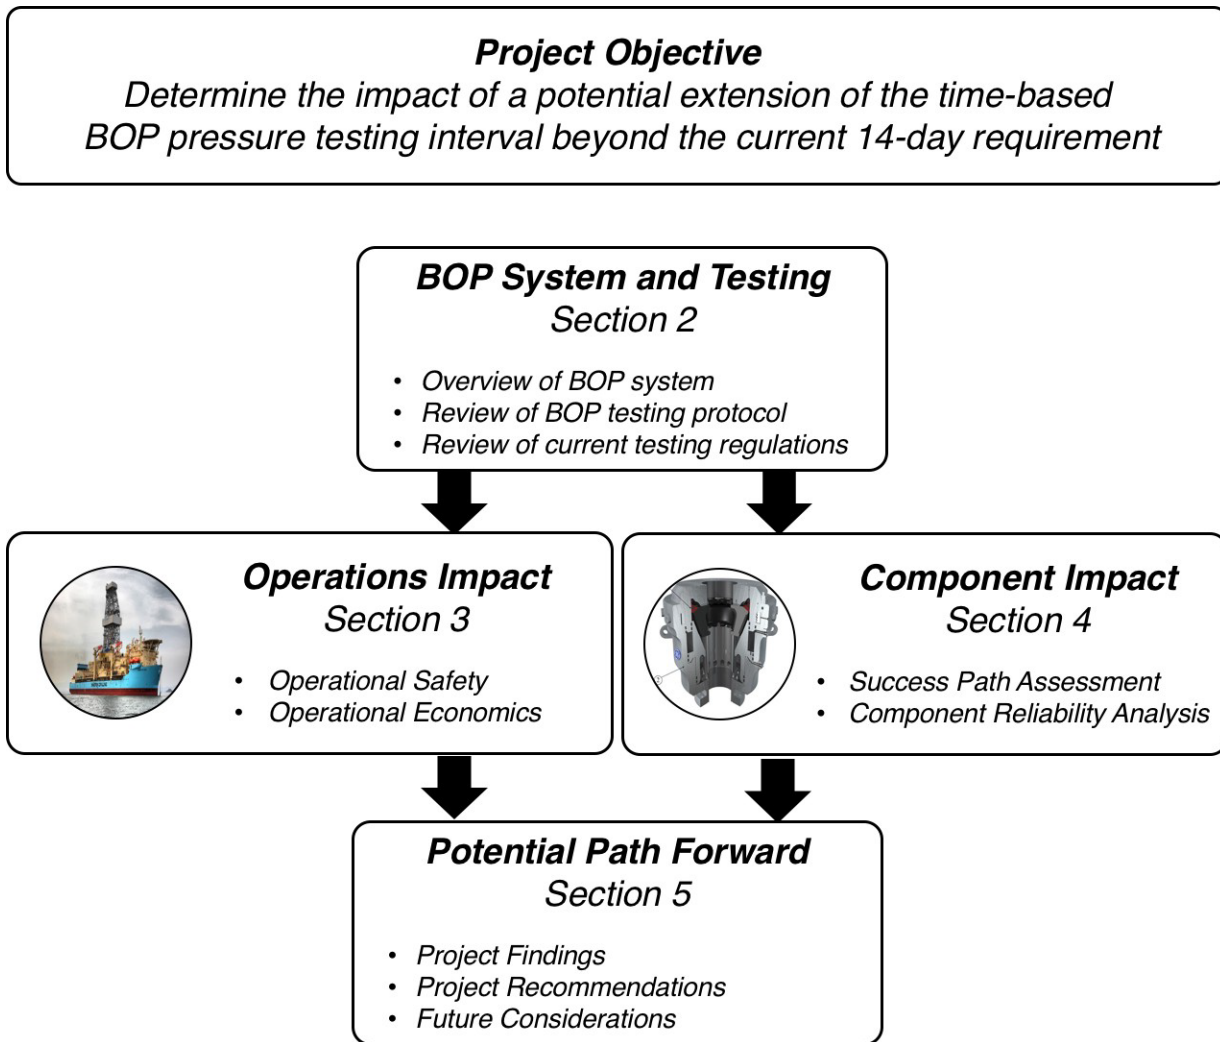 Project Objective
Determine the impact of a potential extension of the time-based
BOP pressure testing interval beyond the current 14-day requirement
BOP System and Testing
Section 2
• Overview of BOP system
• Review of BOP testing protocol
• Review of current testing regulations
Operations Impact
Section 3
• Operational Safety
• Operational Economics
Component Impact
Section 4
• Success Path Assessment
• Component Reliability Analysis
Potential Path Forward
Section 5
• Project Findings
• Project Recommendations
• Future Considerations